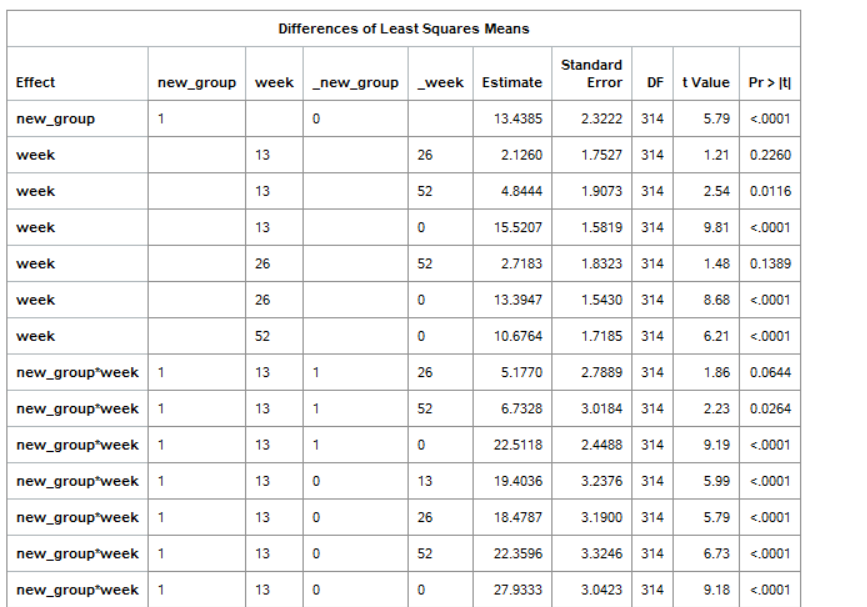 Differences of Least Squares Means
Effect new_group week _new_group _week Estimate Standard Error DF t Value Pr > |t|
new_group 1 0 13.4385 2.3222 314 5.79 <.0001
week 13 26 2.1260 1.7527 314 1.21 0.2260
week 13 52 4.8444 1.9073 314 2.54 0.0116
week 13 0 15.5207 1.5819 314 9.81 <.0001
week 26 52 2.7183 1.8323 314 1.48 0.1389
week 26 0 13.3947 1.5430 314 8.68 <.0001
week 52 0 10.6764 1.7185 314 6.21 <.0001
new_group*week 1 13 1 26 5.1770 2.7889 314 1.86 0.0644
new_group*week 1 13 1 52 6.7328 3.0184 314 2.23 0.0264
new_group*week 1 13 1 0 22.5118 2.4488 314 9.19 <.0001
new_group*week 1 13 0 13 19.4036 3.2376 314 5.99 <.0001
new_group*week 1 13 0 26 18.4787 3.1900 314 5.79 <.0001
new_group*week 1 13 0 52 22.3596 3.3246 314 6.73 <.0001
new_group*week 1 13 0 0 27.9333 3.0423 314 9.18 <.0001